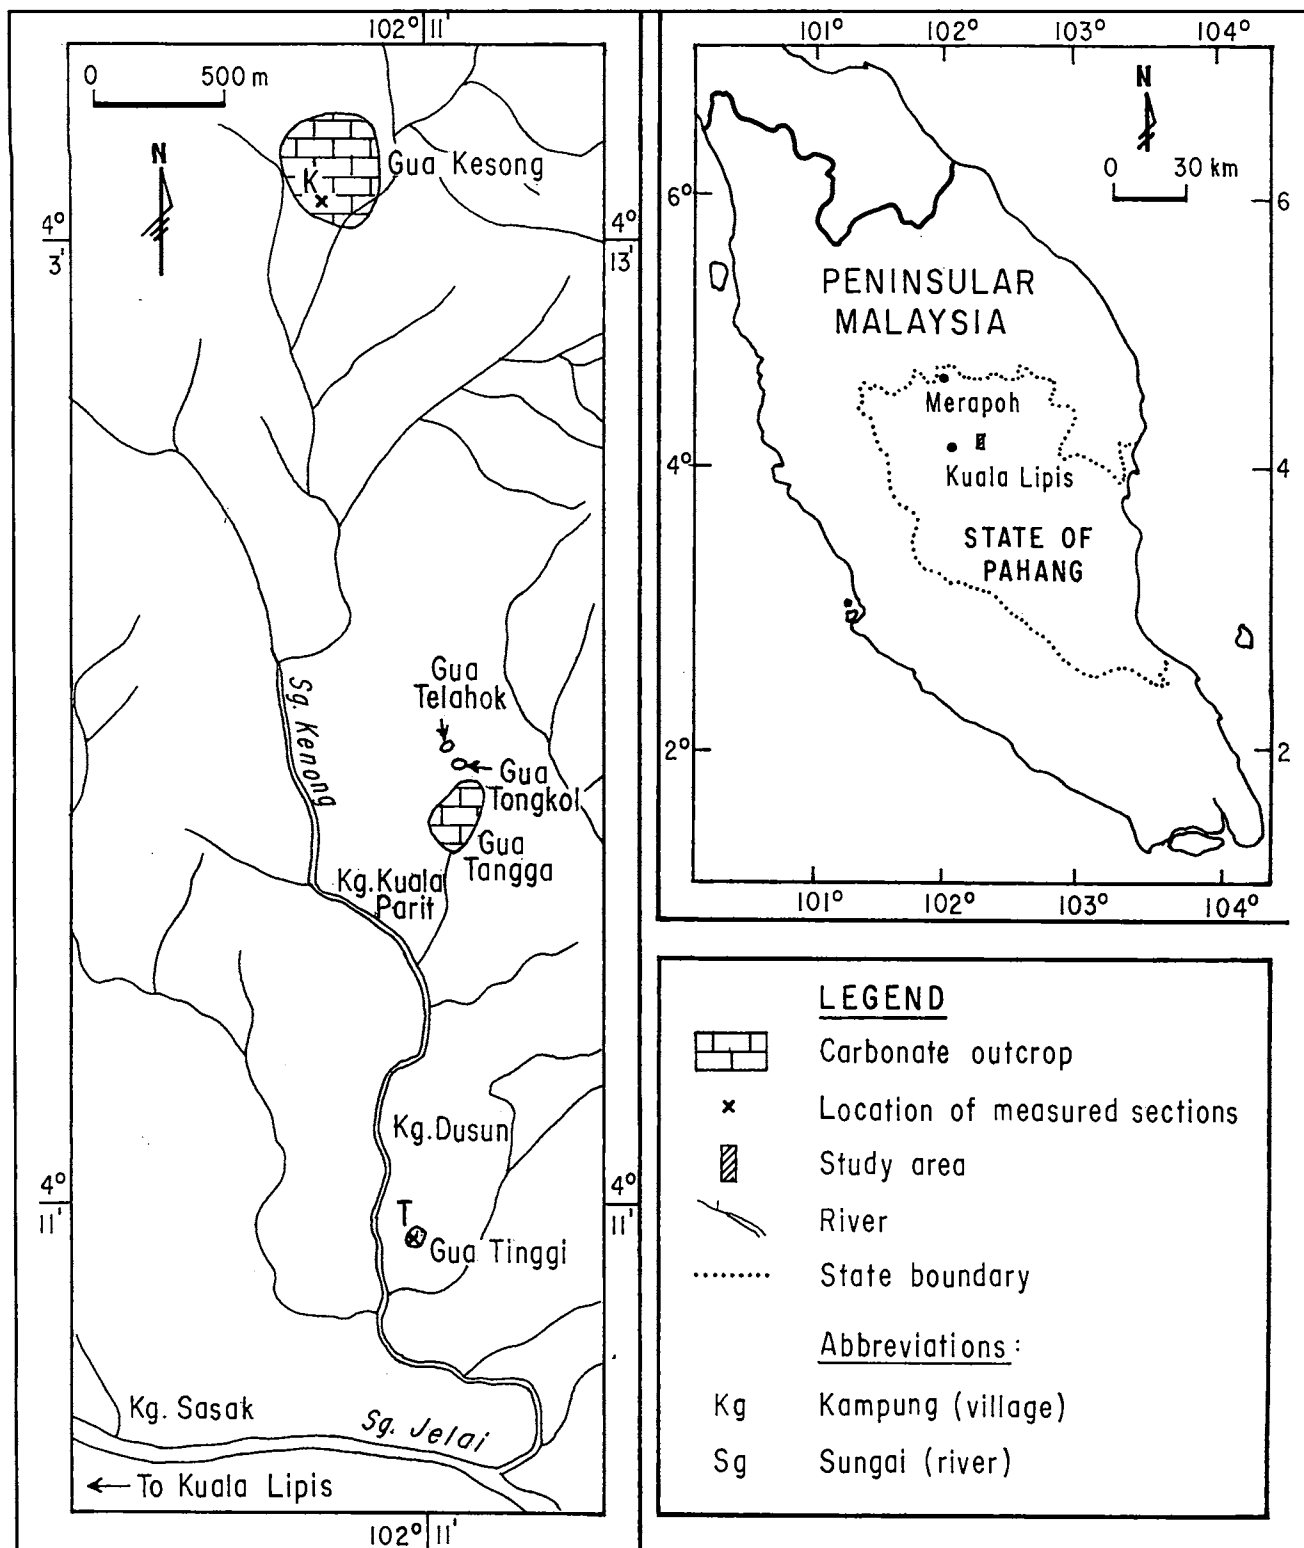 102° 11'
0 500 m
N
Gua Kesong
K
4°
3'
4°
13'
Gua
Telahok
Sg. Kenong
Gua
Tongkol
Gua
Tangga
Kg. Kuala
Parit
Kg. Dusun
4°
11'
4°
11'
T
Gua Tinggi
Kg. Sasak
Sg. Jelai
To Kuala Lipis
102° 11'
101° 102° 103° 104°
N
0 30 km
6°
6
PENINSULAR
MALAYSIA
Merapoh
4°
4
Kuala Lipis
STATE OF
PAHANG
2°
2
101° 102° 103° 104°
LEGEND
Carbonate outcrop
Location of measured sections
Study area
River
State boundary
Abbreviations:
Kg Kampung (village)
Sg Sungai (river)